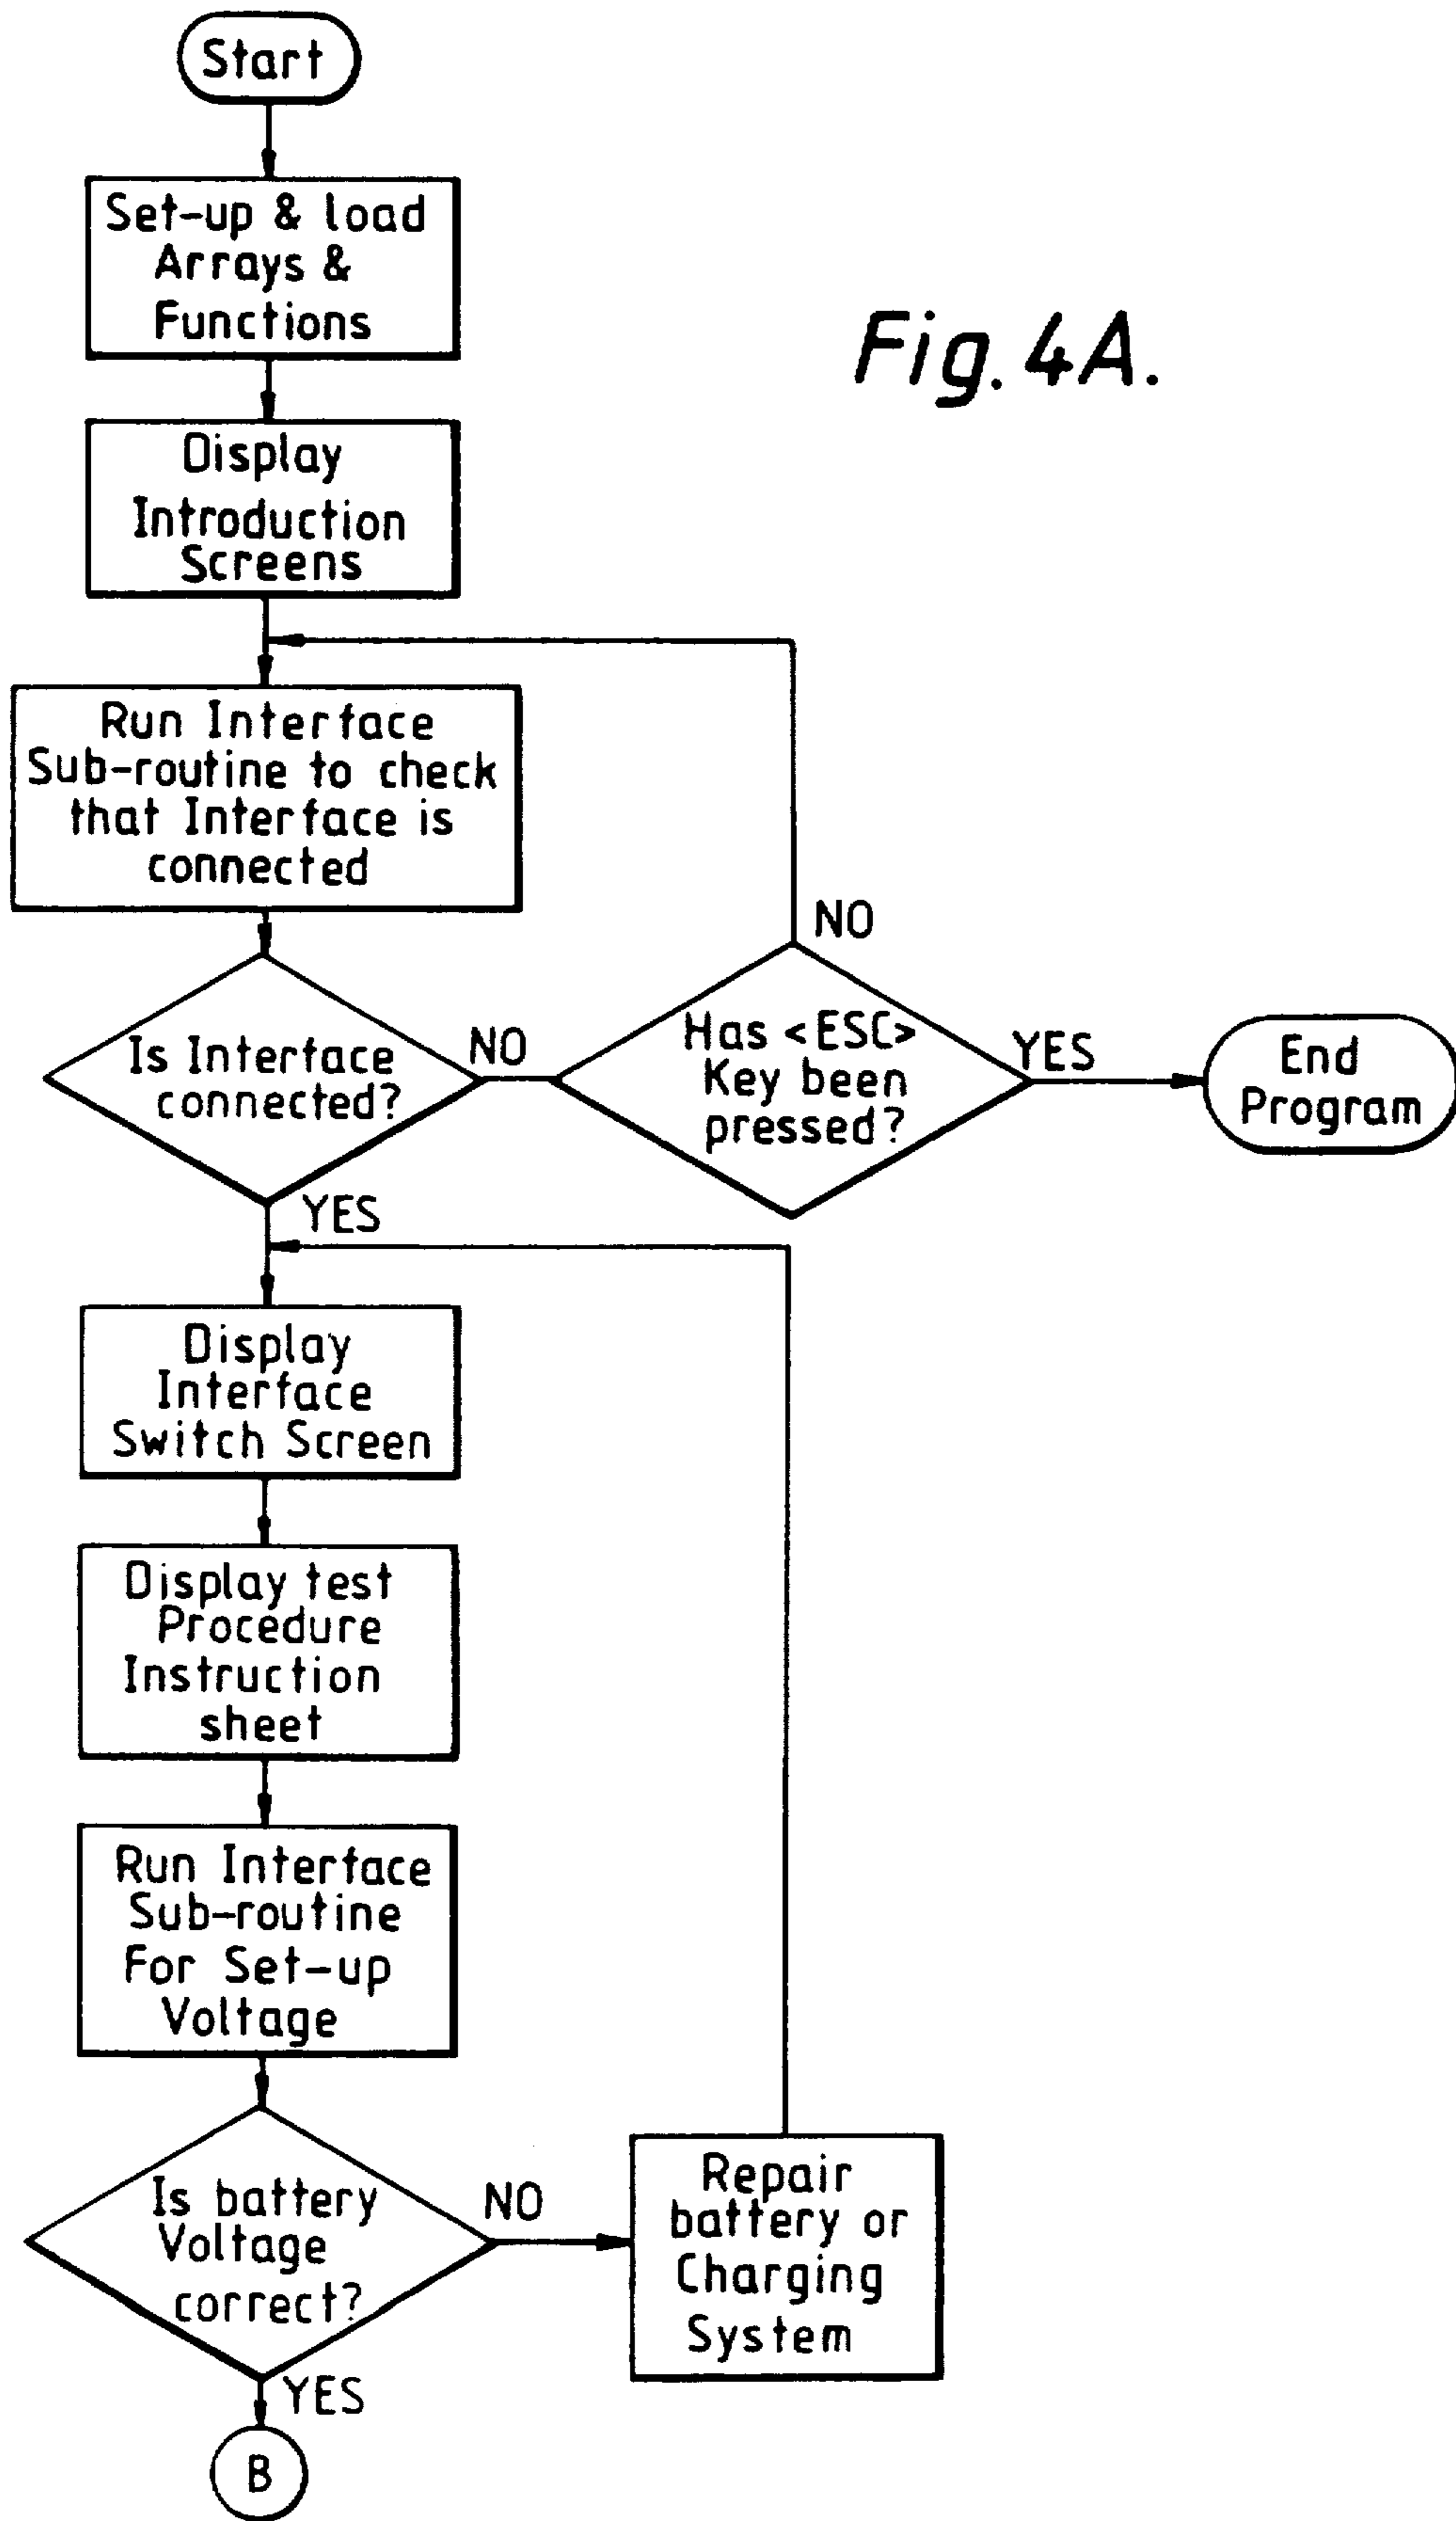 Start
Set-up & load
Arrays &
Functions
Fig. 4A.
Display
Introduction
Screens
Run Interface
Sub-routine to check
that Interface is
connected
NO
Is Interface
connected?
NO
Has <ESC>
Key been
pressed?
YES
End
Program
YES
Display
Interface
Switch Screen
Display test
Procedure
Instruction
sheet
Run Interface
Sub-routine
For Set-up
Voltage
Is battery
Voltage
correct?
NO
Repair
battery or
Charging
System
YES
B